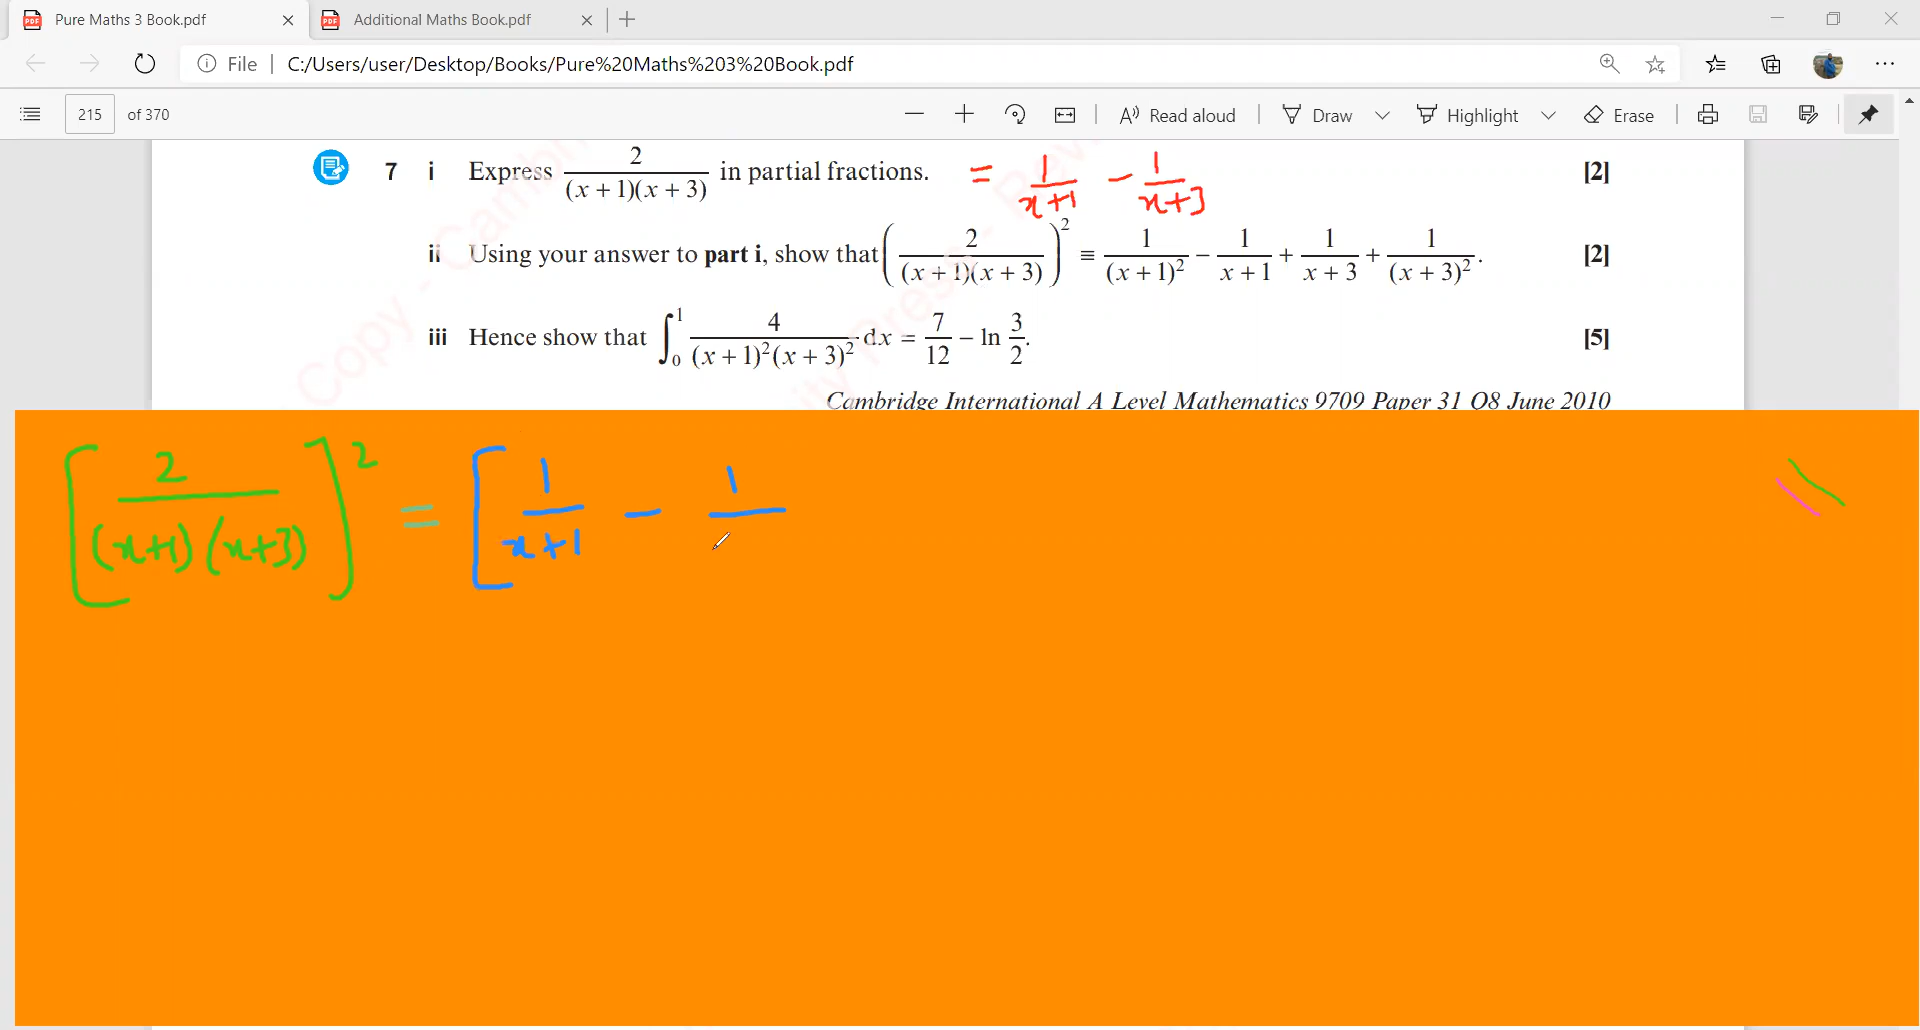 Pure Maths 3 Book.pdf
Additional Maths Book.pdf
File | C:/Users/user/Desktop/Books/Pure%20Maths%203%20Book.pdf
215 of 370
Read aloud
Draw
Highlight
Erase
7 i Express 2/((x + 1)(x + 3)) in partial fractions. = 1/(x+1) − 1/(x+3) [2]
ii Using your answer to part i, show that (2/((x + 1)(x + 3)))² ≡ 1/(x + 1)² − 1/(x + 1) + 1/(x + 3) + 1/(x + 3)². [2]
iii Hence show that ∫₀¹ 4/((x + 1)²(x + 3)²) dx = 7/12 − ln 3/2. [5]
Cambridge International A Level Mathematics 9709 Paper 31 Q8 June 2010
[2/((x+1)(x+3))]² = [1/(x+1) − 1/